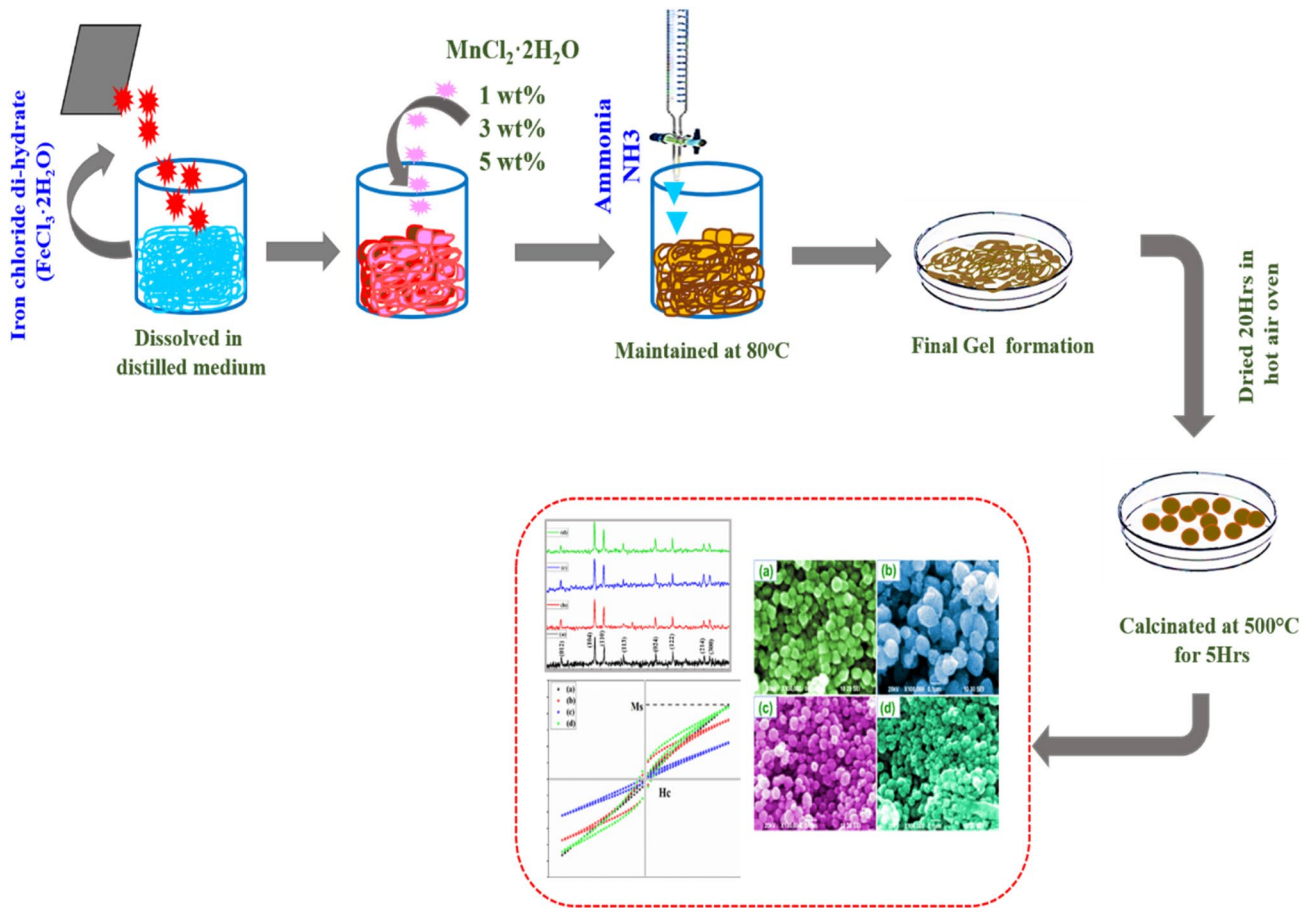 Iron chloride di-hydrate
(FeCl₃·2H₂O)
Dissolved in
distilled medium
MnCl₂·2H₂O
1 wt%
3 wt%
5 wt%
Ammonia
NH3
Maintained at 80°C
Final Gel formation
Dried 20Hrs in
hot air oven
Calcinated at 500°C
for 5Hrs
(d)
(c)
(b)
(a)
(012)
(104)
(110)
(113)
(024)
(122)
(214)
(300)
(a)
(b)
(c)
(d)
Ms
Hc
(a)
(b)
(c)
(d)